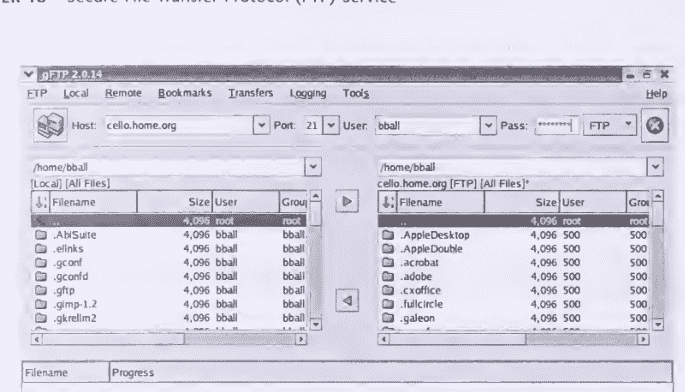 Secure File Transfer Protocol (FTP) Service
gFTP 2.0.14
FTP Local Remote Bookmarks Transfers Logging Tools Help
Host: cello.home.org Port: 21 User: bball Pass: ******** FTP
/home/bball /home/bball
[Local] [All Files] cello.home.org [FTP] [All Files]*
Filename Size User Group Filename Size User Grou
.. 4,096 root root .. 4,096 root root
.AbiSuite 4,096 bball bball .AppleDesktop 4,096 500 500
.elinks 4,096 bball bball .AppleDouble 4,096 500 500
.gconf 4,096 bball bball .acrobat 4,096 500 500
.gconfd 4,096 bball bball .adobe 4,096 500 500
.gftp 4,096 bball bball .cxoffice 4,096 500 500
.gimp-1.2 4,096 bball bball .fullcircle 4,096 500 500
.gkrellm2 4,096 bball bball .galeon 4,096 500 500
Filename Progress